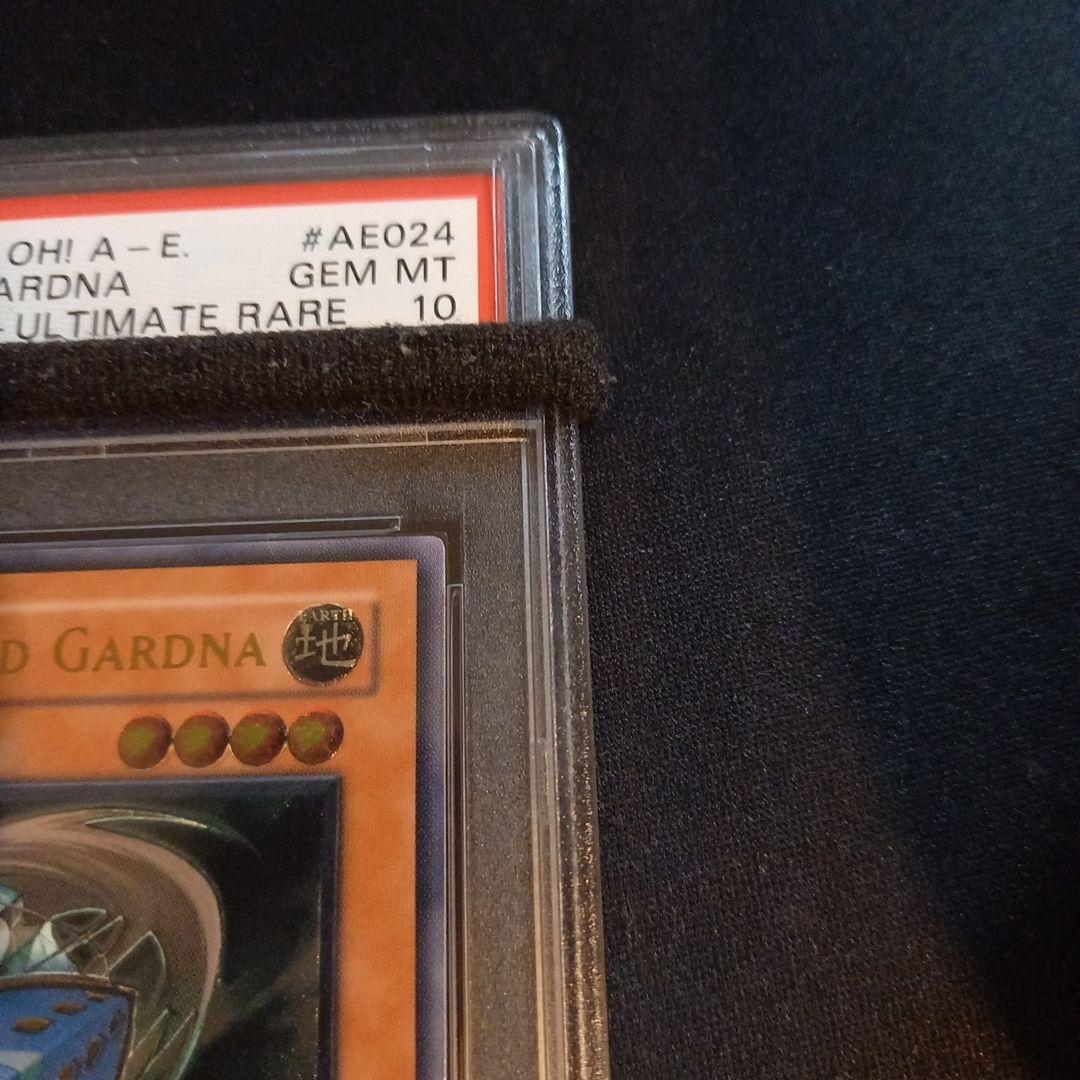 OH! A-E. #AE024
ARDNA GEM MT
- ULTIMATE RARE 10
D GARDNA
EARTH
地